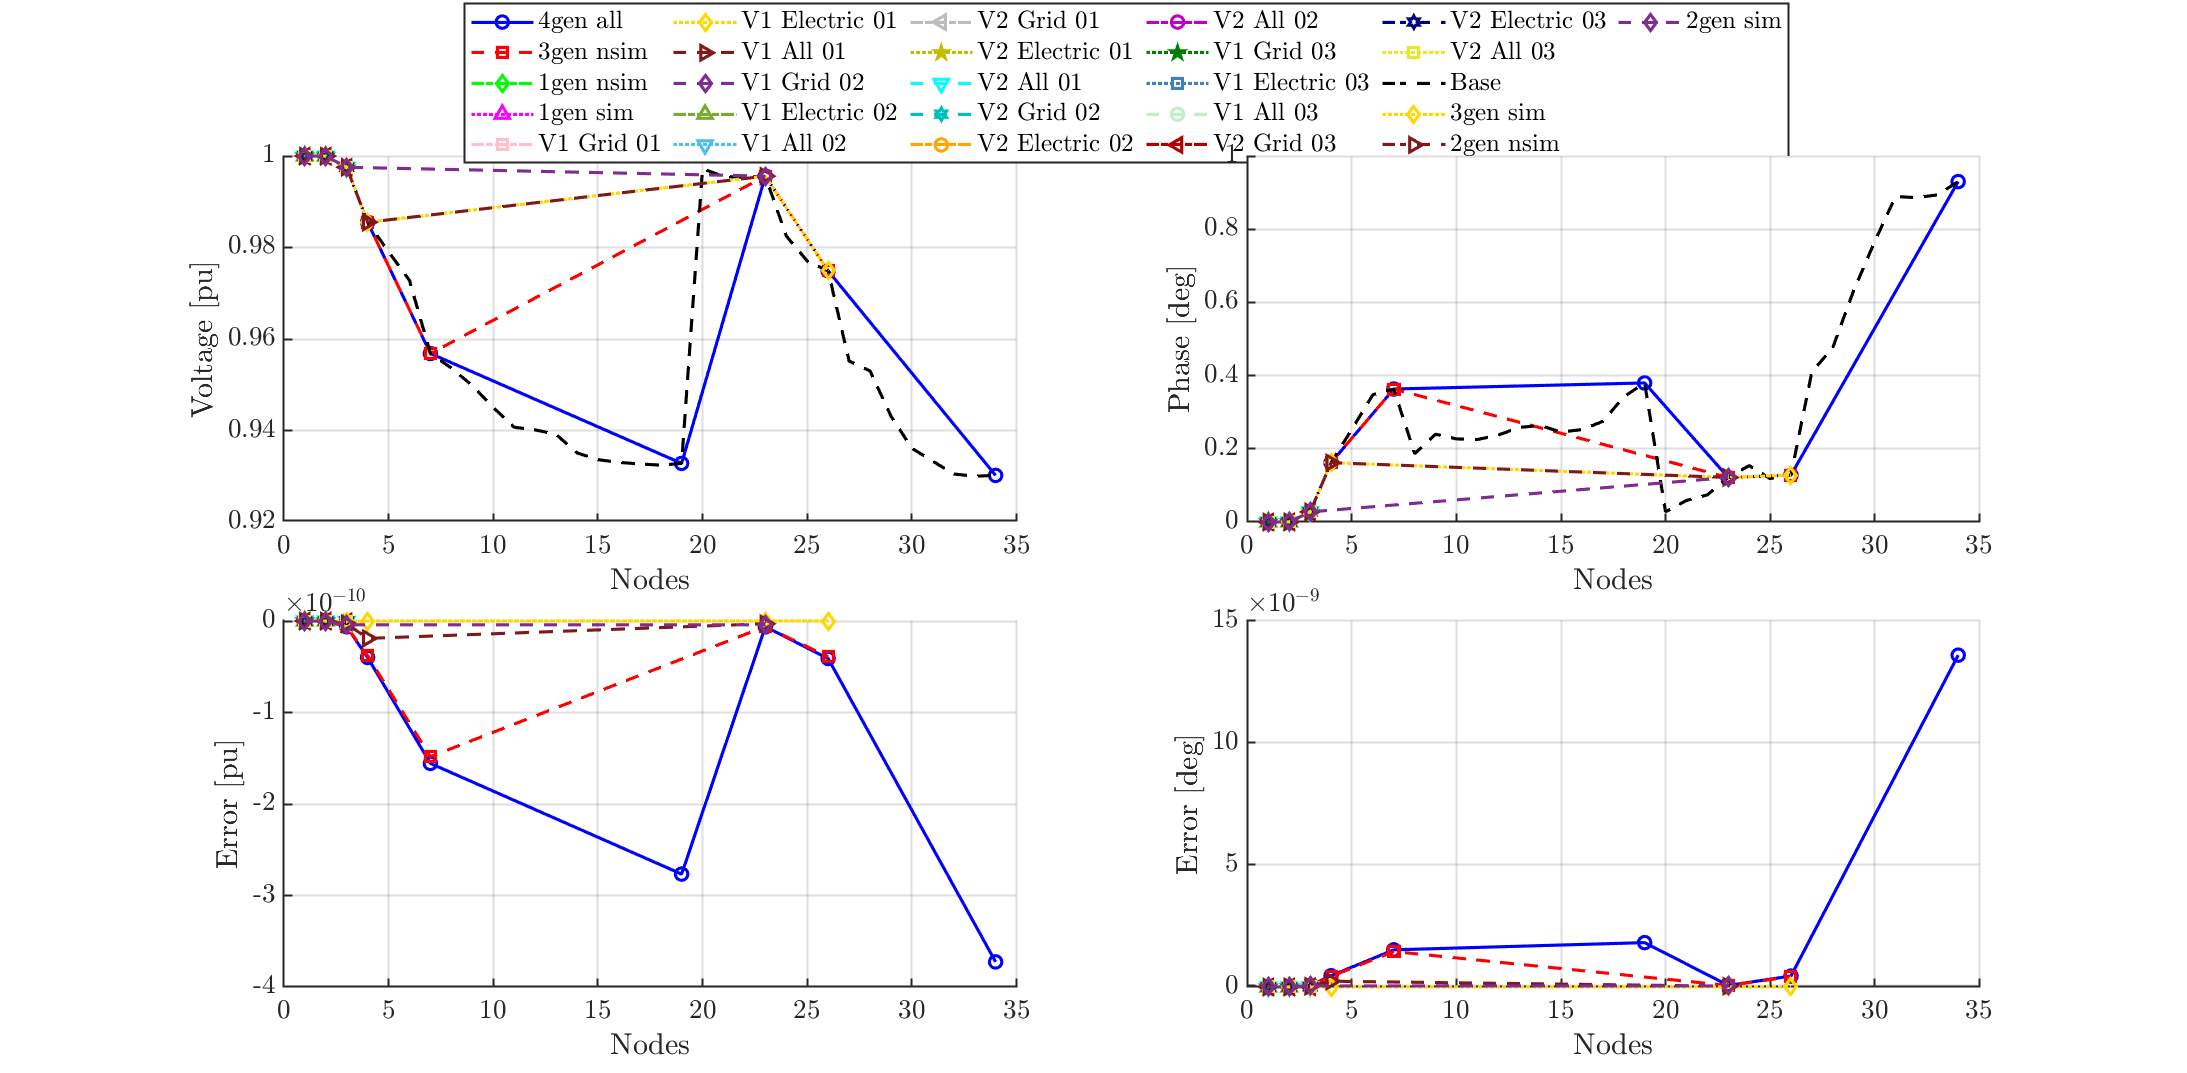 4gen all V1 Electric 01 V2 Grid 01 V2 All 02 V2 Electric 03 2gen sim
3gen nsim V1 All 01 V2 Electric 01 V1 Grid 03 V2 All 03
1gen nsim V1 Grid 02 V2 All 01 V1 Electric 03 Base
1gen sim V1 Electric 02 V2 Grid 02 V1 All 03 3gen sim
V1 Grid 01 V1 All 02 V2 Electric 02 V2 Grid 03 2gen nsim
1
0.98
0.96
0.94
0.92
Voltage [pu]
0 5 10 15 20 25 30 35
Nodes
1
0.8
0.6
0.4
0.2
0
Phase [deg]
0 5 10 15 20 25 30 35
Nodes
×10⁻¹⁰
0
-1
-2
-3
-4
Error [pu]
0 5 10 15 20 25 30 35
Nodes
×10⁻⁹
15
10
5
0
Error [deg]
0 5 10 15 20 25 30 35
Nodes